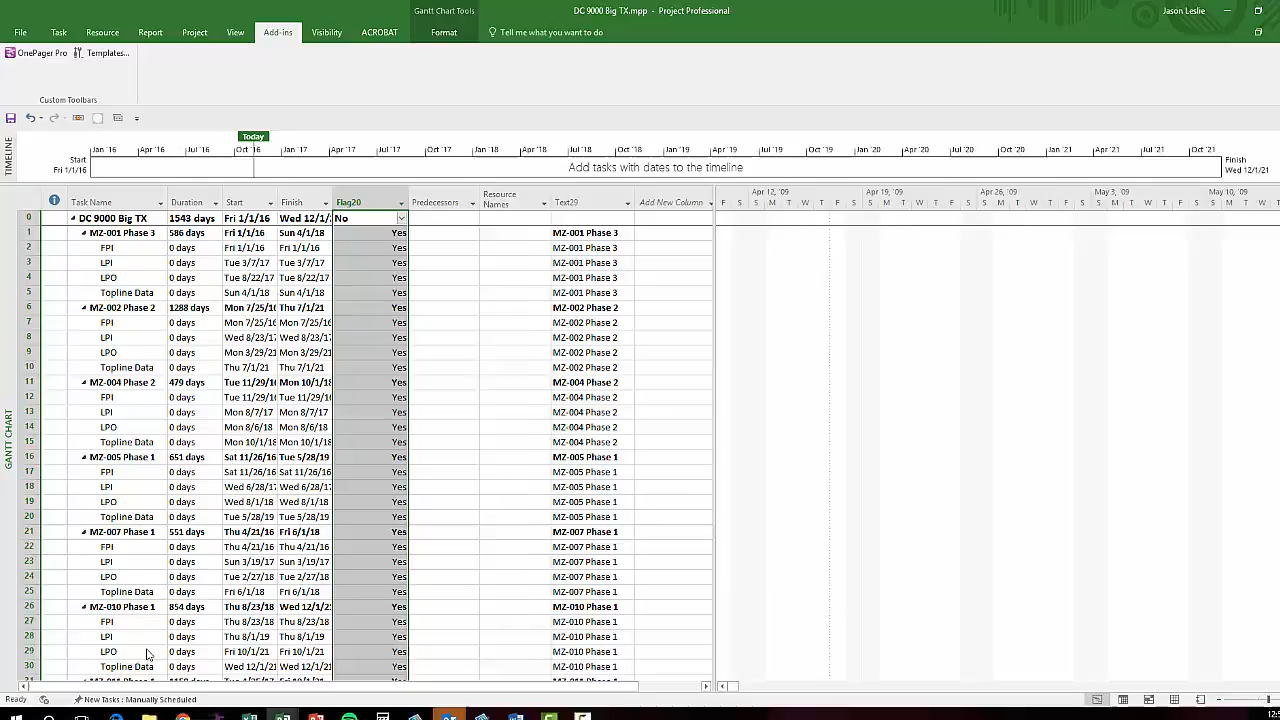 Gantt Chart Tools DC 9000 Big TX.mpp - Project Professional Jason Leslie
File Task Resource Report Project View Add-ins Visibility ACROBAT Format Tell me what you want to do
OnePager Pro Templates...
Custom Toolbars
Today
Jan '16 Apr '16 Jul '16 Oct '16 Jan '17 Apr '17 Jul '17 Oct '17 Jan '18 Apr '18 Jul '18 Oct '18 Jan '19 Apr '19 Jul '19 Oct '19 Jan '20 Apr '20 Jul '20 Oct '20 Jan '21 Apr '21 Jul '21 Oct '21
TIMELINE
Start
Fri 1/1/16
Add tasks with dates to the timeline
Finish
Wed 12/1/21
Task Name Duration Start Finish Flag20 Predecessors Resource Names Text29 Add New Column
Apr 12, '09 Apr 19, '09 Apr 26, '09 May 3, '09 May 10, '09
F S S M T W T F S S M T W T F S S M T W T F S S M T W T F S S M T W
GANTT CHART
0 DC 9000 Big TX 1543 days Fri 1/1/16 Wed 12/1/ No
1 MZ-001 Phase 3 586 days Fri 1/1/16 Sun 4/1/18 Yes MZ-001 Phase 3
2 FPI 0 days Fri 1/1/16 Fri 1/1/16 Yes MZ-001 Phase 3
3 LPI 0 days Tue 3/7/17 Tue 3/7/17 Yes MZ-001 Phase 3
4 LPO 0 days Tue 8/22/17 Tue 8/22/17 Yes MZ-001 Phase 3
5 Topline Data 0 days Sun 4/1/18 Sun 4/1/18 Yes MZ-001 Phase 3
6 MZ-002 Phase 2 1288 days Mon 7/25/1 Thu 7/1/21 Yes MZ-002 Phase 2
7 FPI 0 days Mon 7/25/16 Mon 7/25/16 Yes MZ-002 Phase 2
8 LPI 0 days Wed 8/23/17 Wed 8/23/17 Yes MZ-002 Phase 2
9 LPO 0 days Mon 3/29/21 Mon 3/29/21 Yes MZ-002 Phase 2
10 Topline Data 0 days Thu 7/1/21 Thu 7/1/21 Yes MZ-002 Phase 2
11 MZ-004 Phase 2 479 days Tue 11/29/1 Mon 10/1/18 Yes MZ-004 Phase 2
12 FPI 0 days Tue 11/29/16 Tue 11/29/16 Yes MZ-004 Phase 2
13 LPI 0 days Mon 8/7/17 Mon 8/7/17 Yes MZ-004 Phase 2
14 LPO 0 days Mon 8/6/18 Mon 8/6/18 Yes MZ-004 Phase 2
15 Topline Data 0 days Mon 10/1/18 Mon 10/1/18 Yes MZ-004 Phase 2
16 MZ-005 Phase 1 651 days Sat 11/26/16 Tue 5/28/19 Yes MZ-005 Phase 1
17 FPI 0 days Sat 11/26/16 Sat 11/26/16 Yes MZ-005 Phase 1
18 LPI 0 days Wed 6/28/17 Wed 6/28/17 Yes MZ-005 Phase 1
19 LPO 0 days Wed 8/1/18 Wed 8/1/18 Yes MZ-005 Phase 1
20 Topline Data 0 days Tue 5/28/19 Tue 5/28/19 Yes MZ-005 Phase 1
21 MZ-007 Phase 1 551 days Thu 4/21/16 Fri 6/1/18 Yes MZ-007 Phase 1
22 FPI 0 days Thu 4/21/16 Thu 4/21/16 Yes MZ-007 Phase 1
23 LPI 0 days Sun 3/19/17 Sun 3/19/17 Yes MZ-007 Phase 1
24 LPO 0 days Tue 2/27/18 Tue 2/27/18 Yes MZ-007 Phase 1
25 Topline Data 0 days Fri 6/1/18 Fri 6/1/18 Yes MZ-007 Phase 1
26 MZ-010 Phase 1 854 days Thu 8/23/18 Wed 12/1/2 Yes MZ-010 Phase 1
27 FPI 0 days Thu 8/23/18 Thu 8/23/18 Yes MZ-010 Phase 1
28 LPI 0 days Thu 8/1/19 Thu 8/1/19 Yes MZ-010 Phase 1
29 LPO 0 days Fri 10/1/21 Fri 10/1/21 Yes MZ-010 Phase 1
30 Topline Data 0 days Wed 12/1/21 Wed 12/1/21 Yes MZ-010 Phase 1
Ready New Tasks : Manually Scheduled